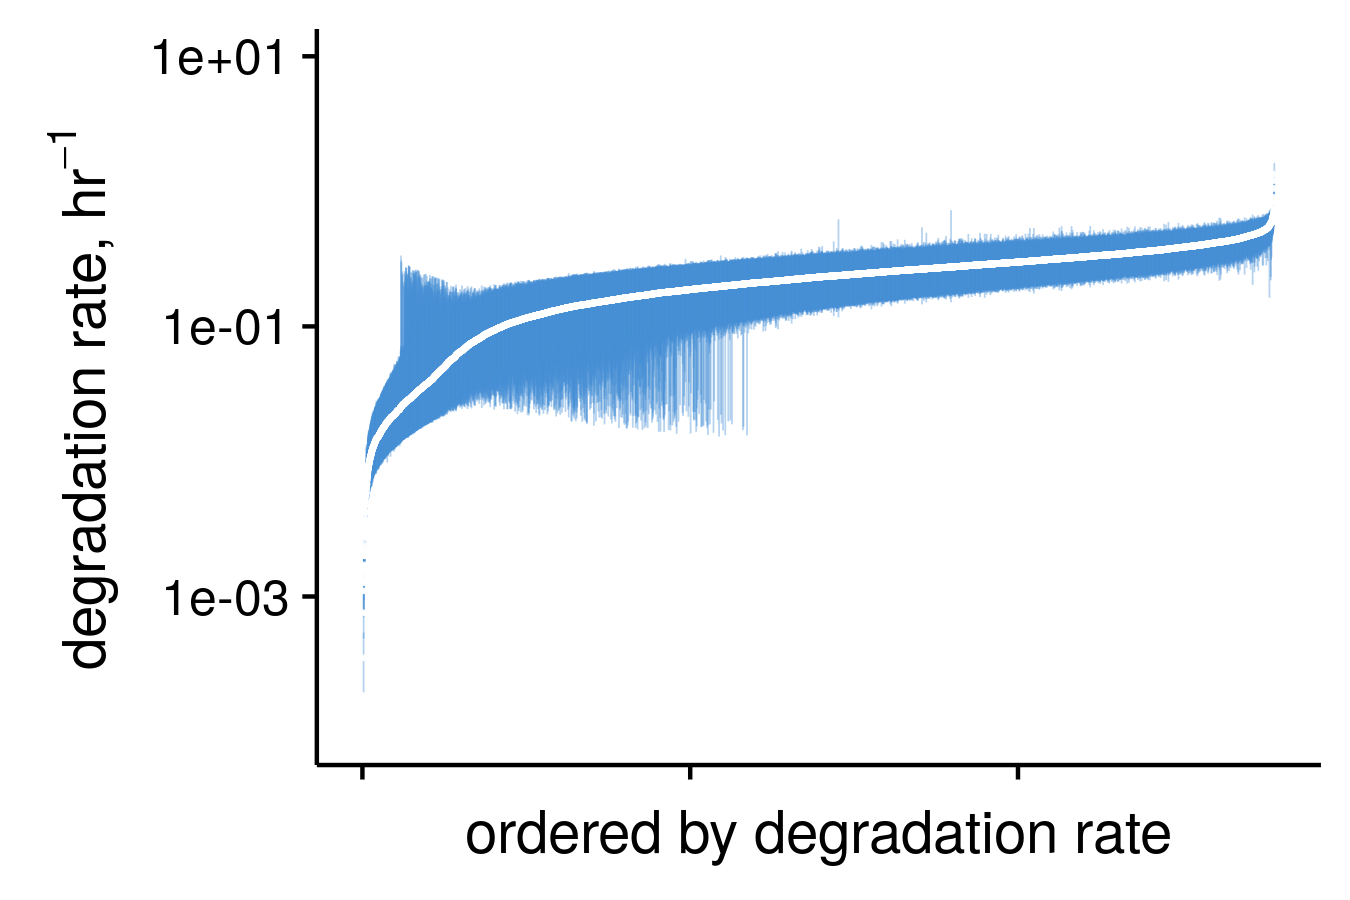 1e+01
1e-01
1e-03
degradation rate, hr⁻¹
ordered by degradation rate